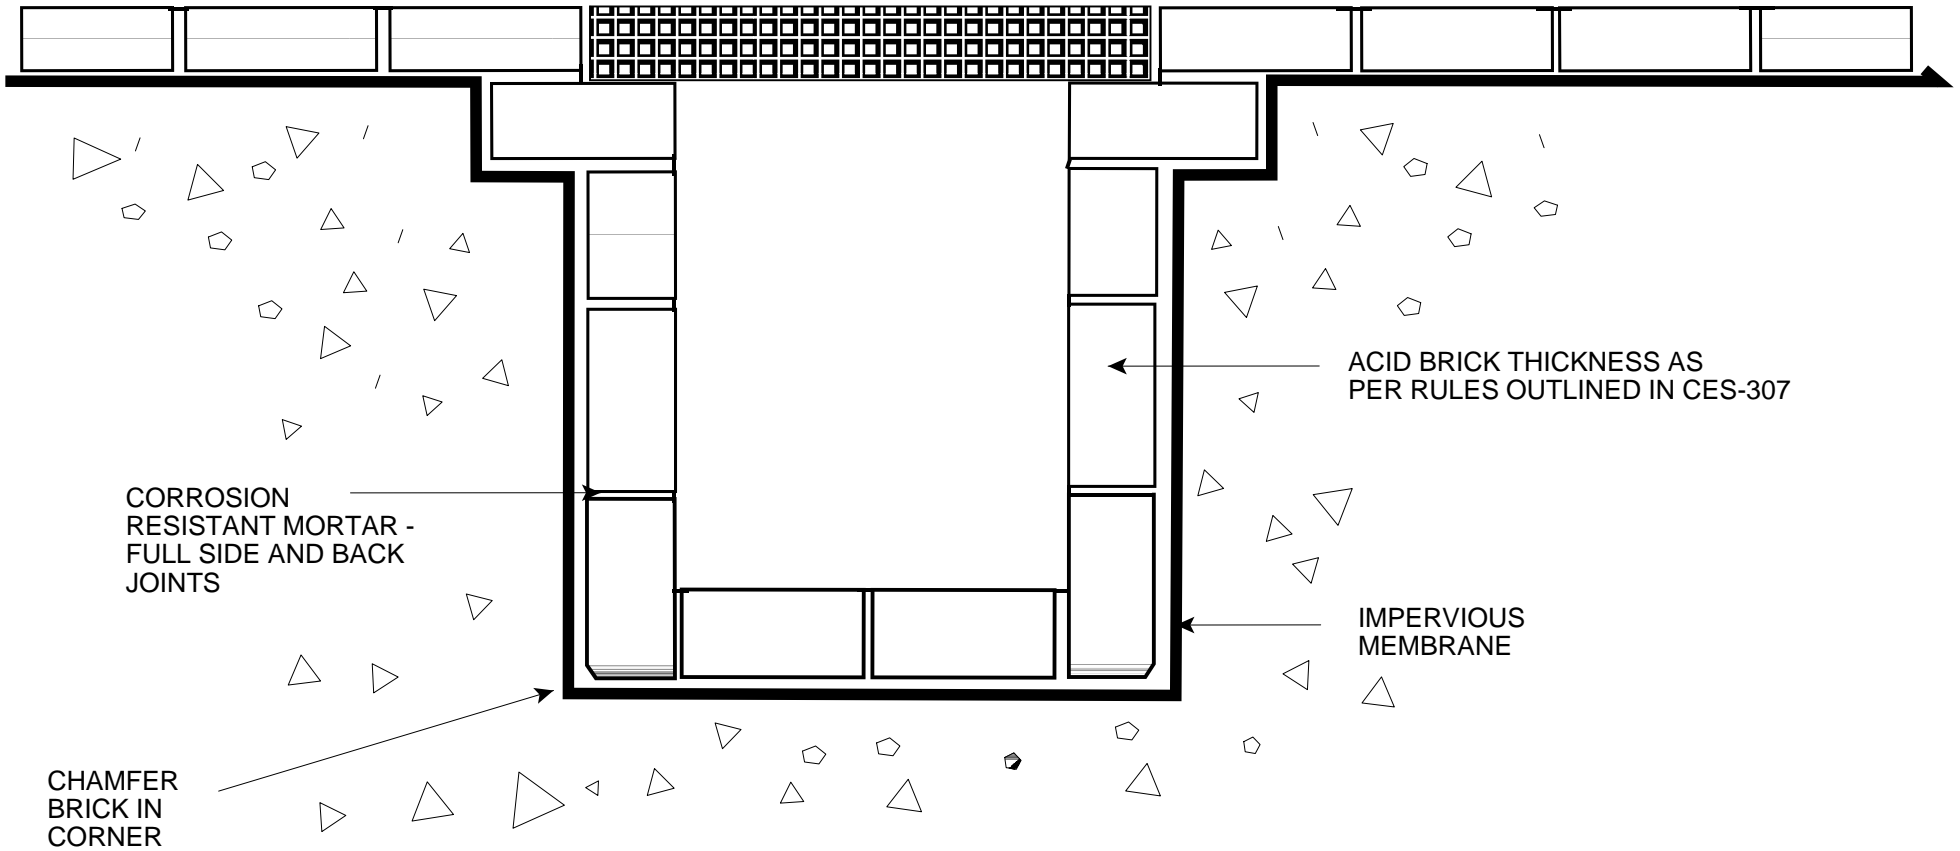 ACID BRICK THICKNESS AS
PER RULES OUTLINED IN CES-307
CORROSION
RESISTANT MORTAR -
FULL SIDE AND BACK
JOINTS
IMPERVIOUS
MEMBRANE
CHAMFER
BRICK IN
CORNER